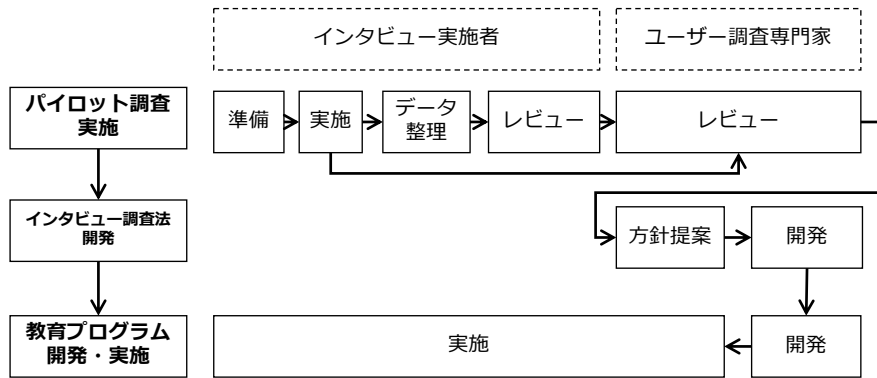 インタビュー実施者
ユーザー調査専門家
パイロット調査
実施
準備
実施
データ
整理
レビュー
レビュー
インタビュー調査法
開発
方針提案
開発
教育プログラム
開発・実施
実施
開発